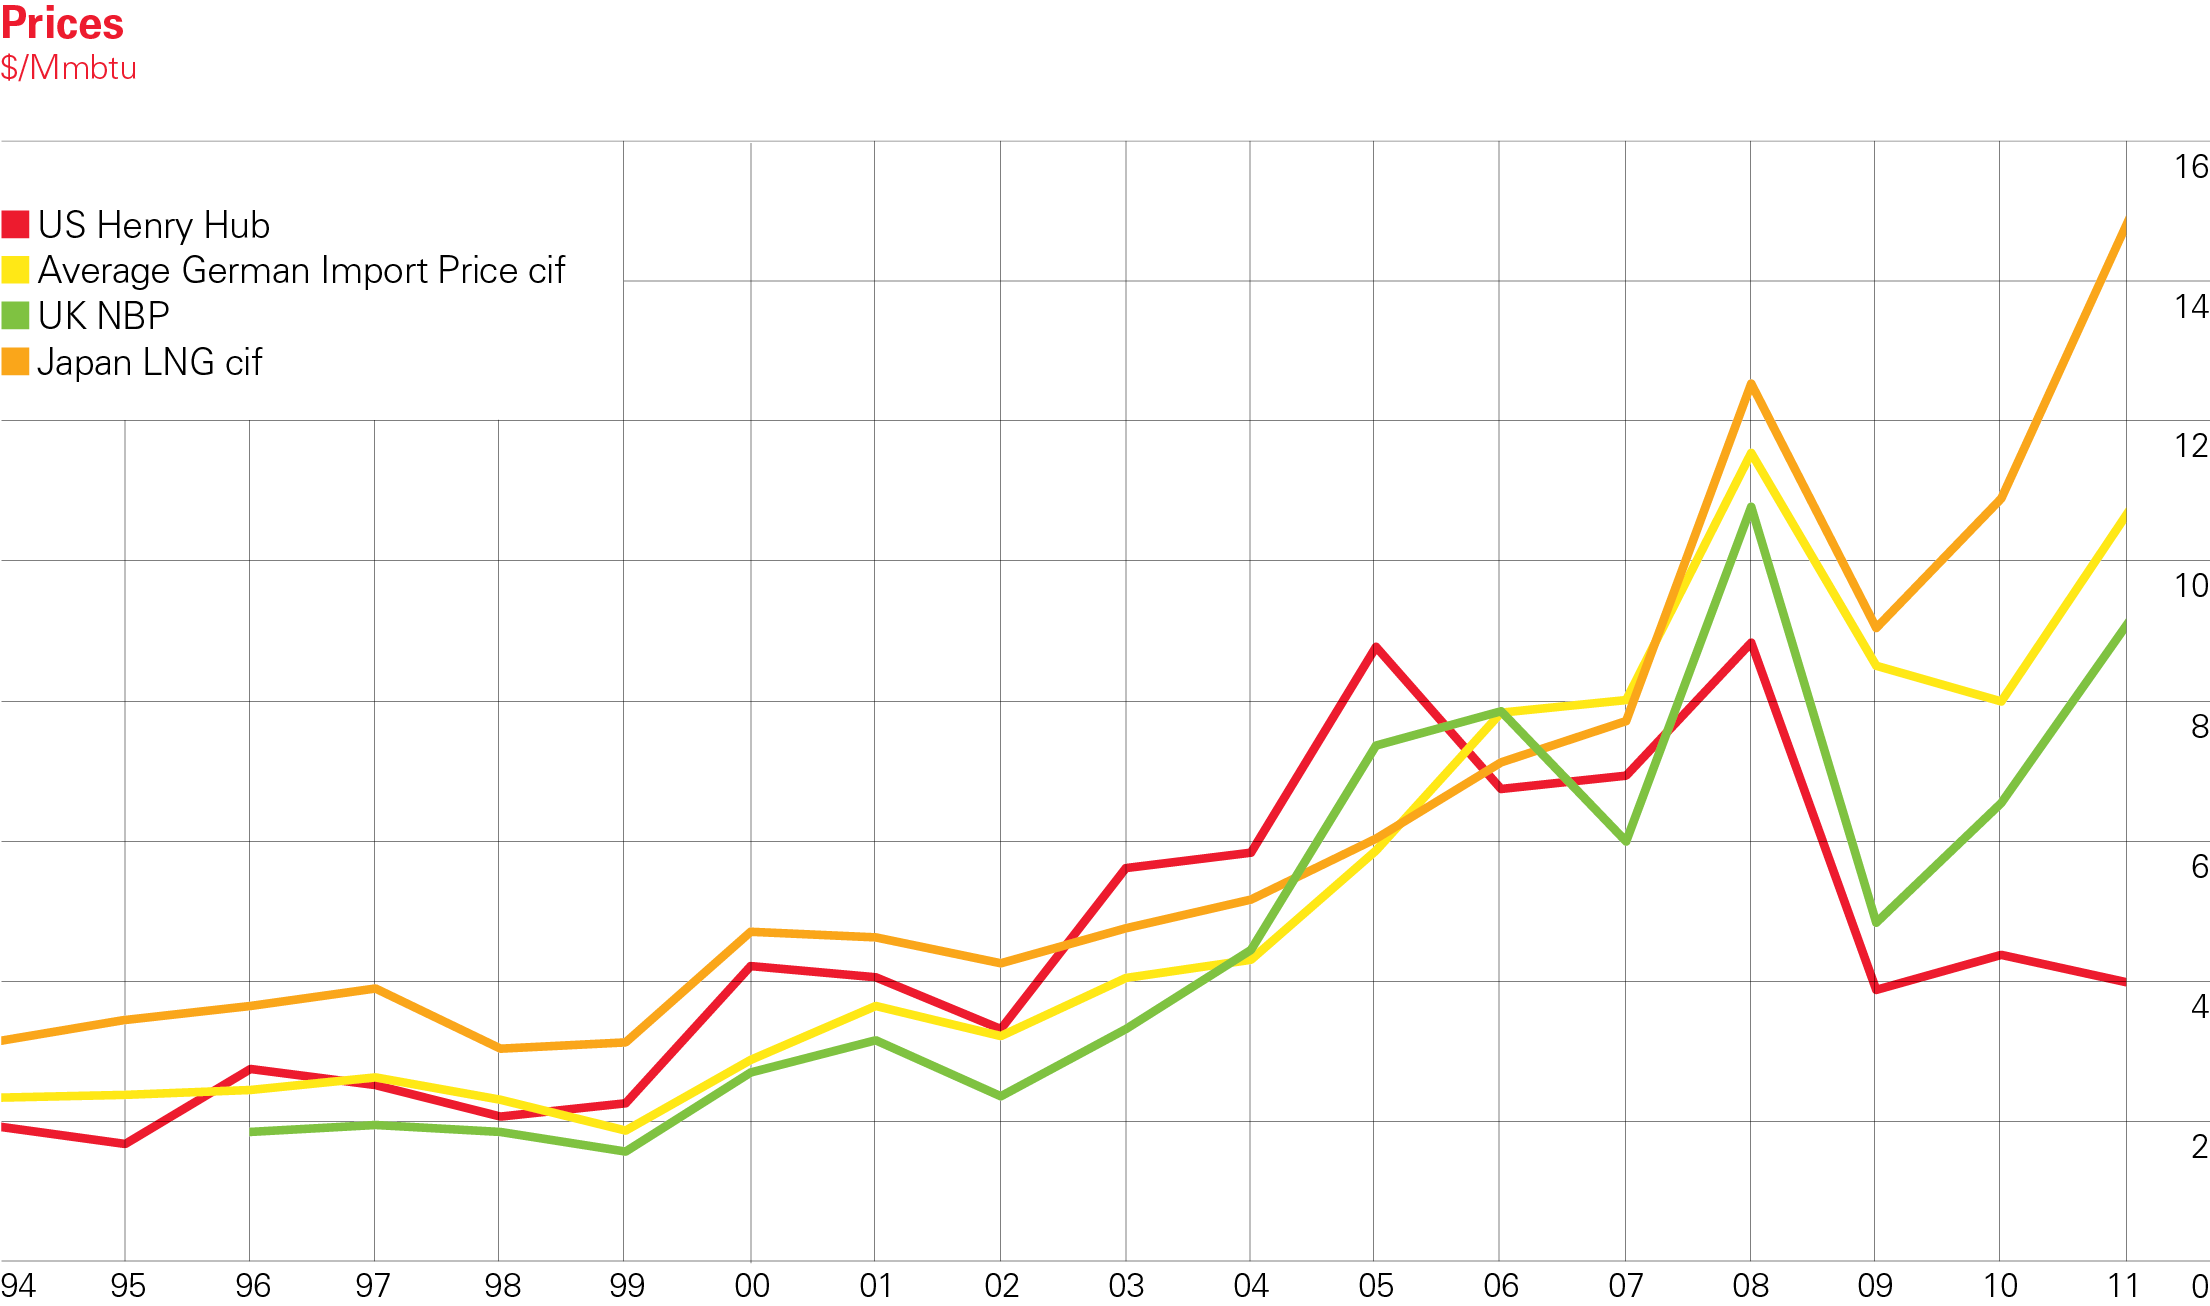 Prices
$/Mmbtu
16
US Henry Hub
Average German Import Price cif
14
UK NBP
Japan LNG cif
12
10
8
6
4
2
94 95 96 97 98 99 00 01 02 03 04 05 06 07 08 09 10 11 0